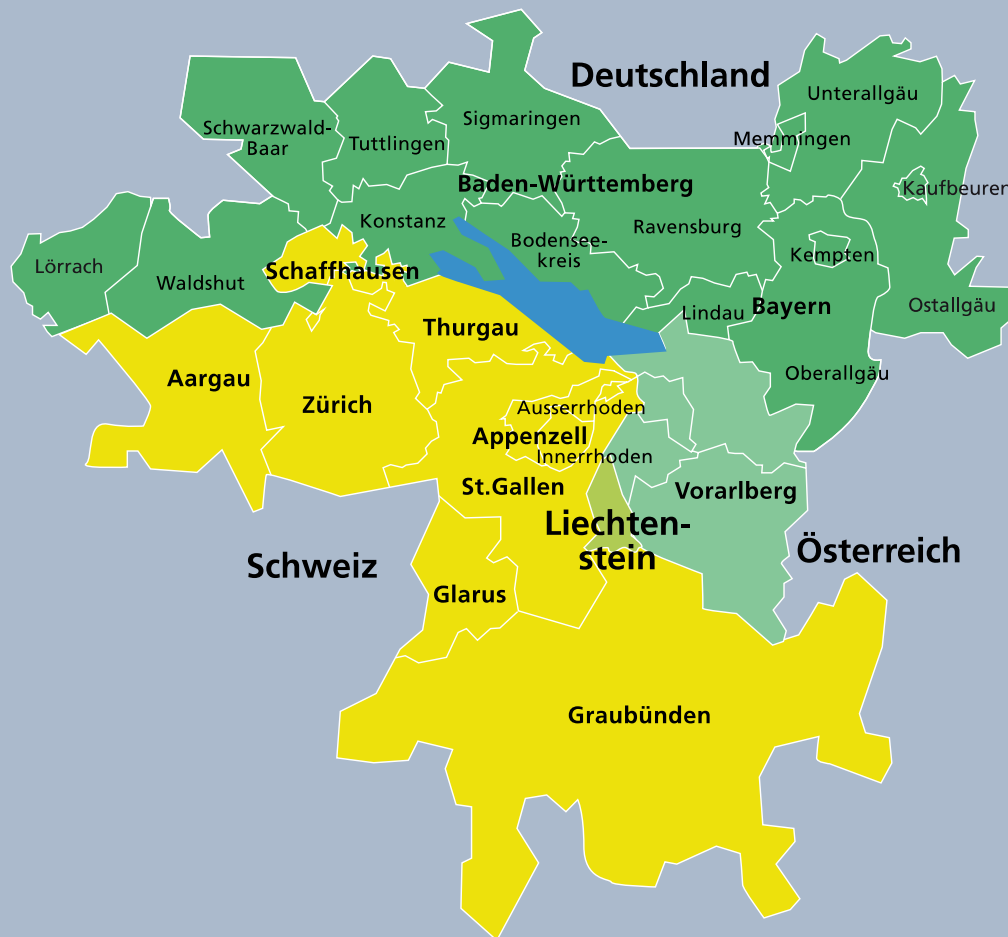 Deutschland
Unterallgäu
Sigmaringen
Schwarzwald-
Baar
Tuttlingen
Memmingen
Baden-Württemberg
Kaufbeuren
Konstanz
Ravensburg
Bodensee-
kreis
Kempten
Lörrach
Waldshut
Schaffhausen
Lindau
Bayern
Ostallgäu
Thurgau
Oberallgäu
Aargau
Zürich
Ausserrhoden
Appenzell
Innerrhoden
St.Gallen
Vorarlberg
Liechten-
stein
Österreich
Schweiz
Glarus
Graubünden